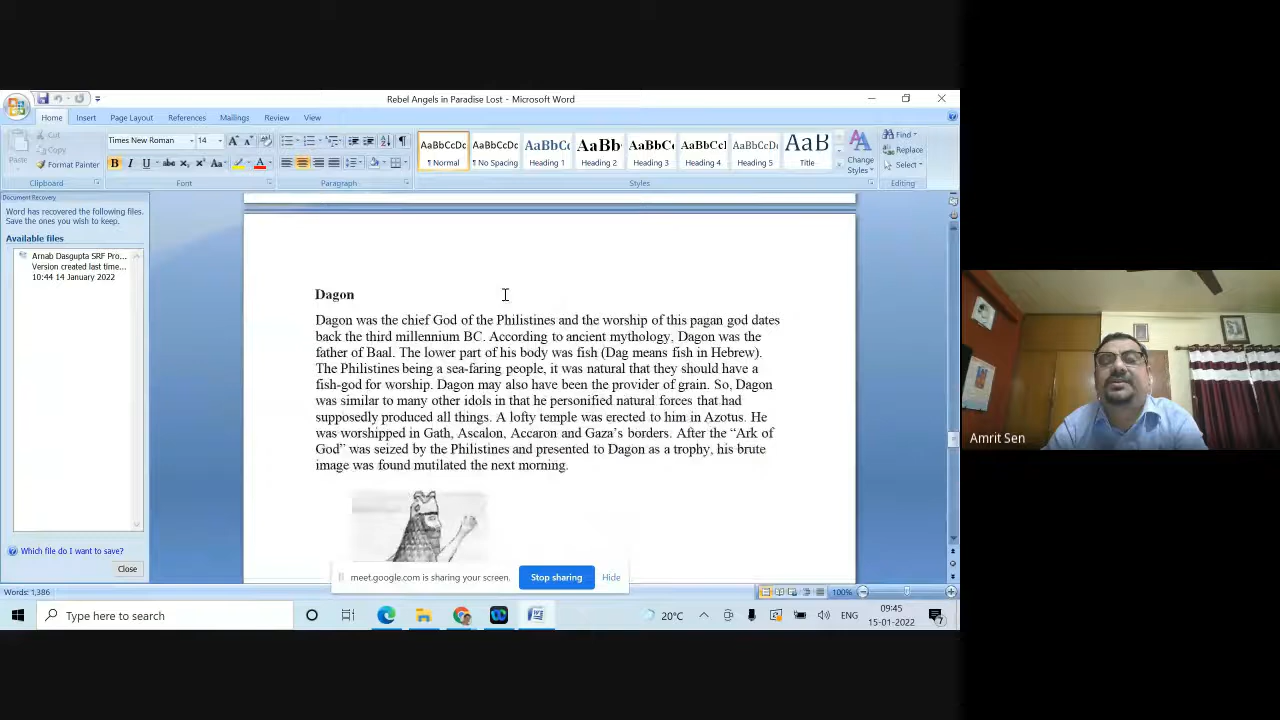 Rebel Angels in Paradise Lost - Microsoft Word
Home Insert Page Layout References Mailings Review View
Cut
Copy
Format Painter
Paste
Clipboard
Times New Roman 14
Font
Paragraph
AaBbCcDc AaBbCcDc AaBbC AaBb AaBbC AaBbCcI AaBbCcDc AaB
¶ Normal ¶ No Spacing Heading 1 Heading 2 Heading 3 Heading 4 Heading 5 Title
Change
Styles
Styles
Find
Replace
Select
Editing
Document Recovery
Word has recovered the following files.
Save the ones you wish to keep.
Available files
Arnab Dasgupta SRF Pro...
Version created last time...
10:44 14 January 2022
Which file do I want to save?
Close
Dagon
Dagon was the chief God of the Philistines and the worship of this pagan god dates
back the third millennium BC. According to ancient mythology, Dagon was the
father of Baal. The lower part of his body was fish (Dag means fish in Hebrew).
The Philistines being a sea-faring people, it was natural that they should have a
fish-god for worship. Dagon may also have been the provider of grain. So, Dagon
was similar to many other idols in that he personified natural forces that had
supposedly produced all things. A lofty temple was erected to him in Azotus. He
was worshipped in Gath, Ascalon, Accaron and Gaza’s borders. After the “Ark of
God” was seized by the Philistines and presented to Dagon as a trophy, his brute
image was found mutilated the next morning.
meet.google.com is sharing your screen. Stop sharing Hide
Words: 1,386
100%
Type here to search
20°C
ENG
09:45
15-01-2022
Amrit Sen